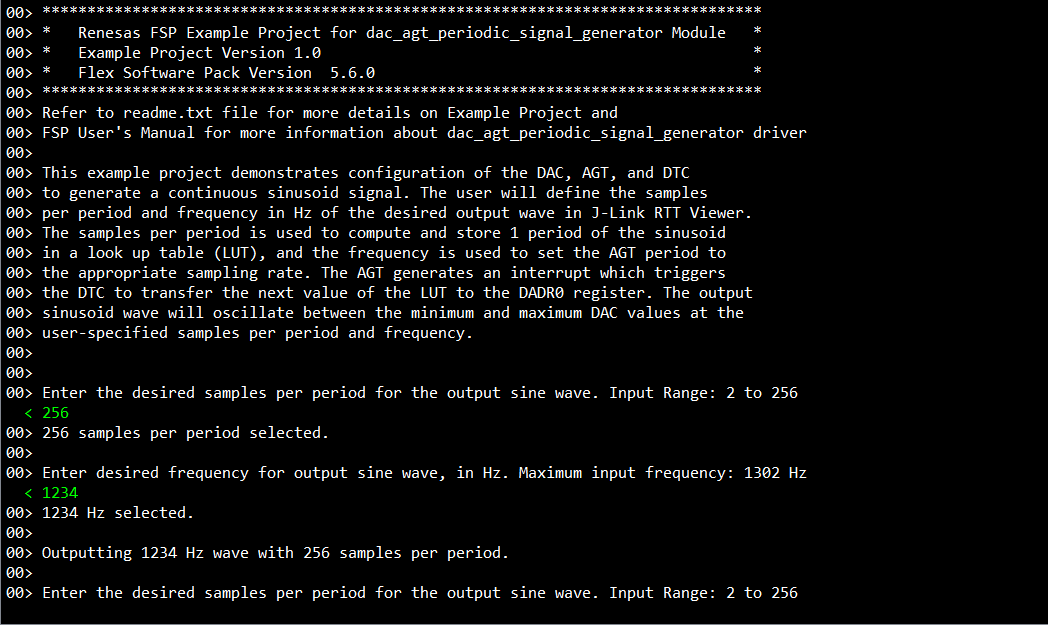 00> ********************************************************************************
00> *   Renesas FSP Example Project for dac_agt_periodic_signal_generator Module   *
00> *   Example Project Version 1.0                                                *
00> *   Flex Software Pack Version  5.6.0                                          *
00> ********************************************************************************
00> Refer to readme.txt file for more details on Example Project and
00> FSP User's Manual for more information about dac_agt_periodic_signal_generator driver
00>
00> This example project demonstrates configuration of the DAC, AGT, and DTC
00> to generate a continuous sinusoid signal. The user will define the samples
00> per period and frequency in Hz of the desired output wave in J-Link RTT Viewer.
00> The samples per period is used to compute and store 1 period of the sinusoid
00> in a look up table (LUT), and the frequency is used to set the AGT period to
00> the appropriate sampling rate. The AGT generates an interrupt which triggers
00> the DTC to transfer the next value of the LUT to the DADR0 register. The output
00> sinusoid wave will oscillate between the minimum and maximum DAC values at the
00> user-specified samples per period and frequency.
00>
00>
00> Enter the desired samples per period for the output sine wave. Input Range: 2 to 256
  < 256
00> 256 samples per period selected.
00>
00> Enter desired frequency for output sine wave, in Hz. Maximum input frequency: 1302 Hz
  < 1234
00> 1234 Hz selected.
00>
00> Outputting 1234 Hz wave with 256 samples per period.
00>
00> Enter the desired samples per period for the output sine wave. Input Range: 2 to 256